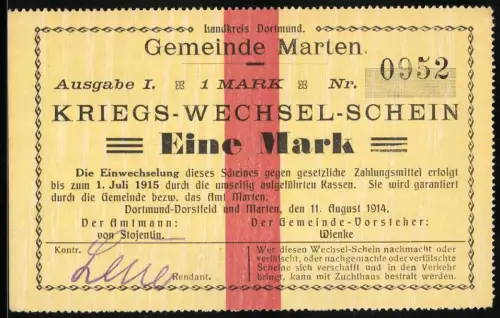 Landkreis Dortmund.
Gemeinde Marten.
Ausgabe I. 1 MARK Nr. 0952
KRIEGS-WECHSEL-SCHEIN
Eine Mark
Die Einwechselung dieses Scheines gegen gesetzliche Zahlungsmittel erfolgt
bis zum 1. Juli 1915 durch die umseitig aufgeführten Kassen. Sie wird garantiert
durch die Gemeinde bezw. das Amt Marten.
Dortmund-Dorstfeld und Marten, den 11. August 1914.
Der Amtmann: Der Gemeinde-Vorsteher:
von Stojentin. Wienke
Kontr.
Rendant.
Wer diesen Wechsel-Schein nachmacht oder
verfälscht, oder nachgemachte oder verfälschte
Scheine sich verschafft und in den Verkehr
bringt, kann mit Zuchthaus bestraft werden.